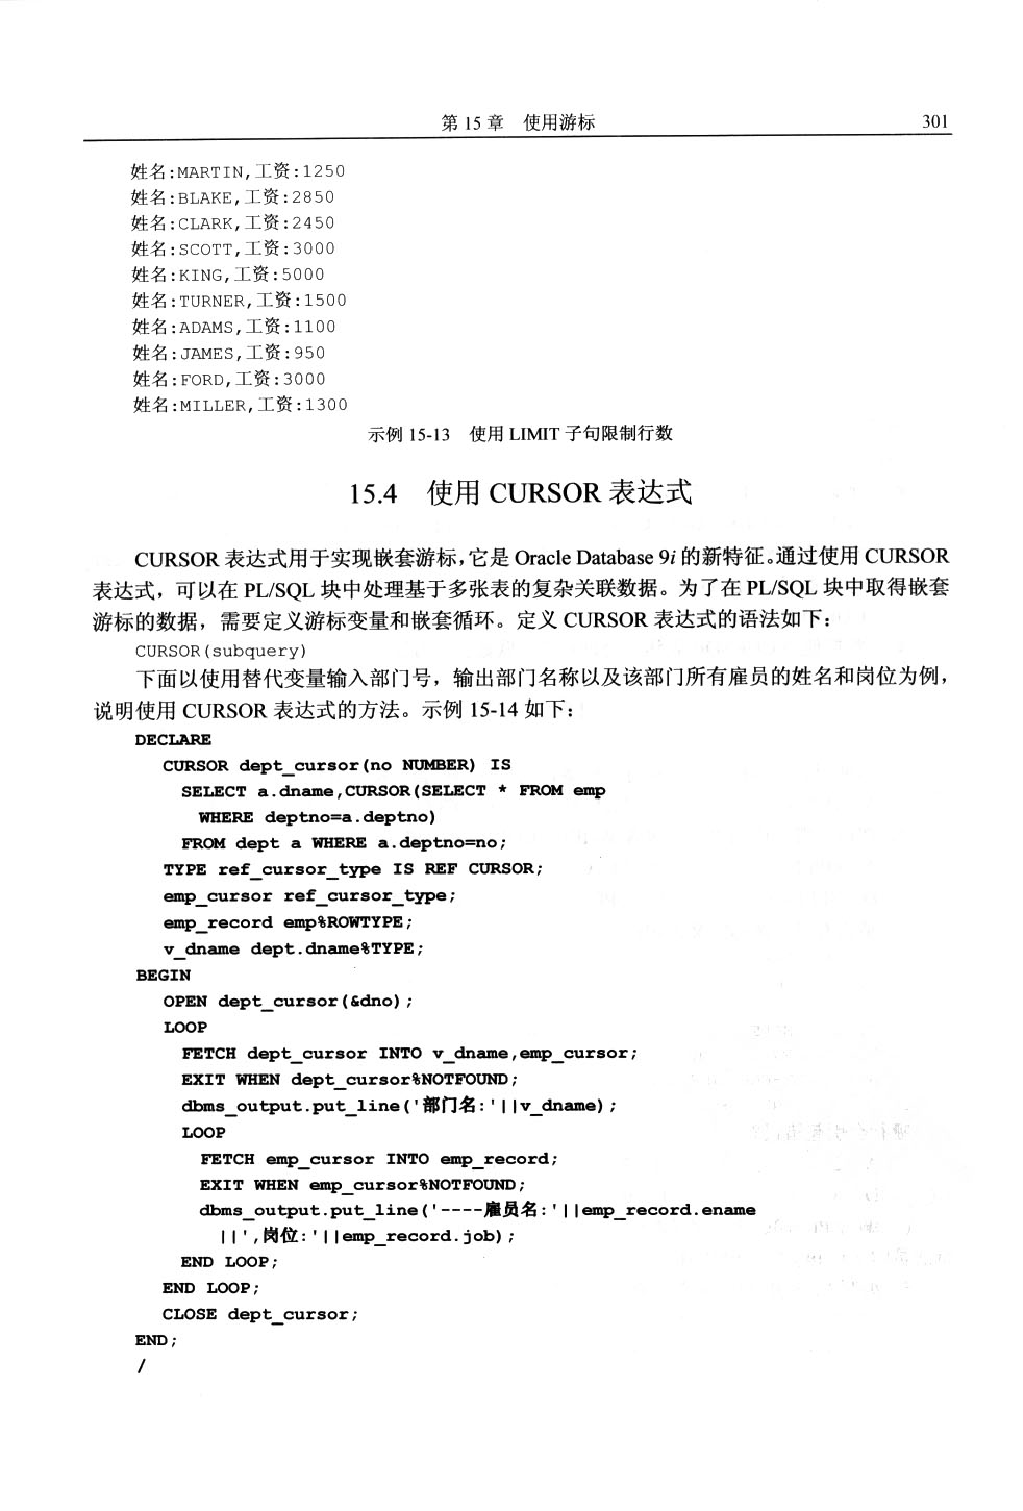 第 15 章 使用游标 301
姓名:MARTIN,工资:1250
姓名:BLAKE,工资:2850
姓名:CLARK,工资:2450
姓名:SCOTT,工资:3000
姓名:KING,工资:5000
姓名:TURNER,工资:1500
姓名:ADAMS,工资:1100
姓名:JAMES,工资:950
姓名:FORD,工资:3000
姓名:MILLER,工资:1300
示例 15-13 使用 LIMIT 子句限制行数
15.4 使用 CURSOR 表达式
CURSOR 表达式用于实现嵌套游标,它是 Oracle Database 9i 的新特征。通过使用 CURSOR
表达式，可以在 PL/SQL 块中处理基于多张表的复杂关联数据。为了在 PL/SQL 块中取得嵌套
游标的数据，需要定义游标变量和嵌套循环。定义 CURSOR 表达式的语法如下：
CURSOR(subquery)
下面以使用替代变量输入部门号，输出部门名称以及该部门所有雇员的姓名和岗位为例，
说明使用 CURSOR 表达式的方法。示例 15-14 如下：
DECLARE
CURSOR dept_cursor(no NUMBER) IS
SELECT a.dname,CURSOR(SELECT * FROM emp
WHERE deptno=a.deptno)
FROM dept a WHERE a.deptno=no;
TYPE ref_cursor_type IS REF CURSOR;
emp_cursor ref_cursor_type;
emp_record emp%ROWTYPE;
v_dname dept.dname%TYPE;
BEGIN
OPEN dept_cursor(&dno);
LOOP
FETCH dept_cursor INTO v_dname,emp_cursor;
EXIT WHEN dept_cursor%NOTFOUND;
dbms_output.put_line('部门名:'||v_dname);
LOOP
FETCH emp_cursor INTO emp_record;
EXIT WHEN emp_cursor%NOTFOUND;
dbms_output.put_line('----雇员名:'||emp_record.ename
||',岗位:'||emp_record.job);
END LOOP;
END LOOP;
CLOSE dept_cursor;
END;
/